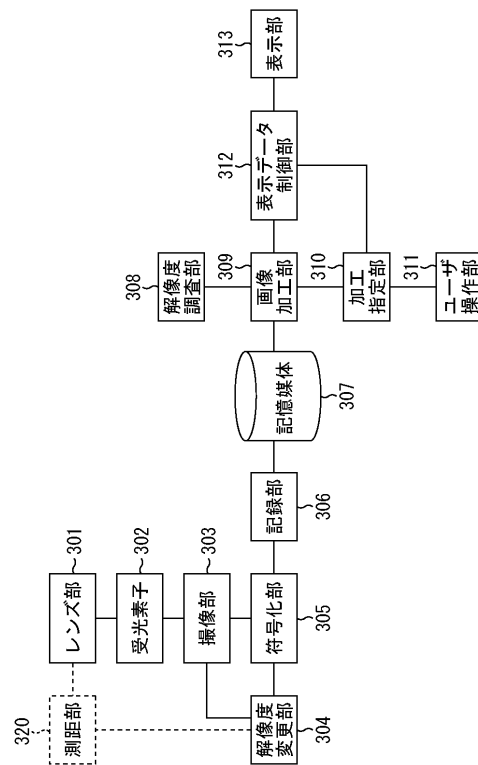 320
測距部
レンズ部
301
受光素子
302
撮像部
303
解像度
変更部
304
符号化部
305
記録部
306
記憶媒体
307
解像度
調査部
308
画像
加工部
309
加工
指定部
310
ユーザ
操作部
311
表示データ
制御部
312
表示部
313